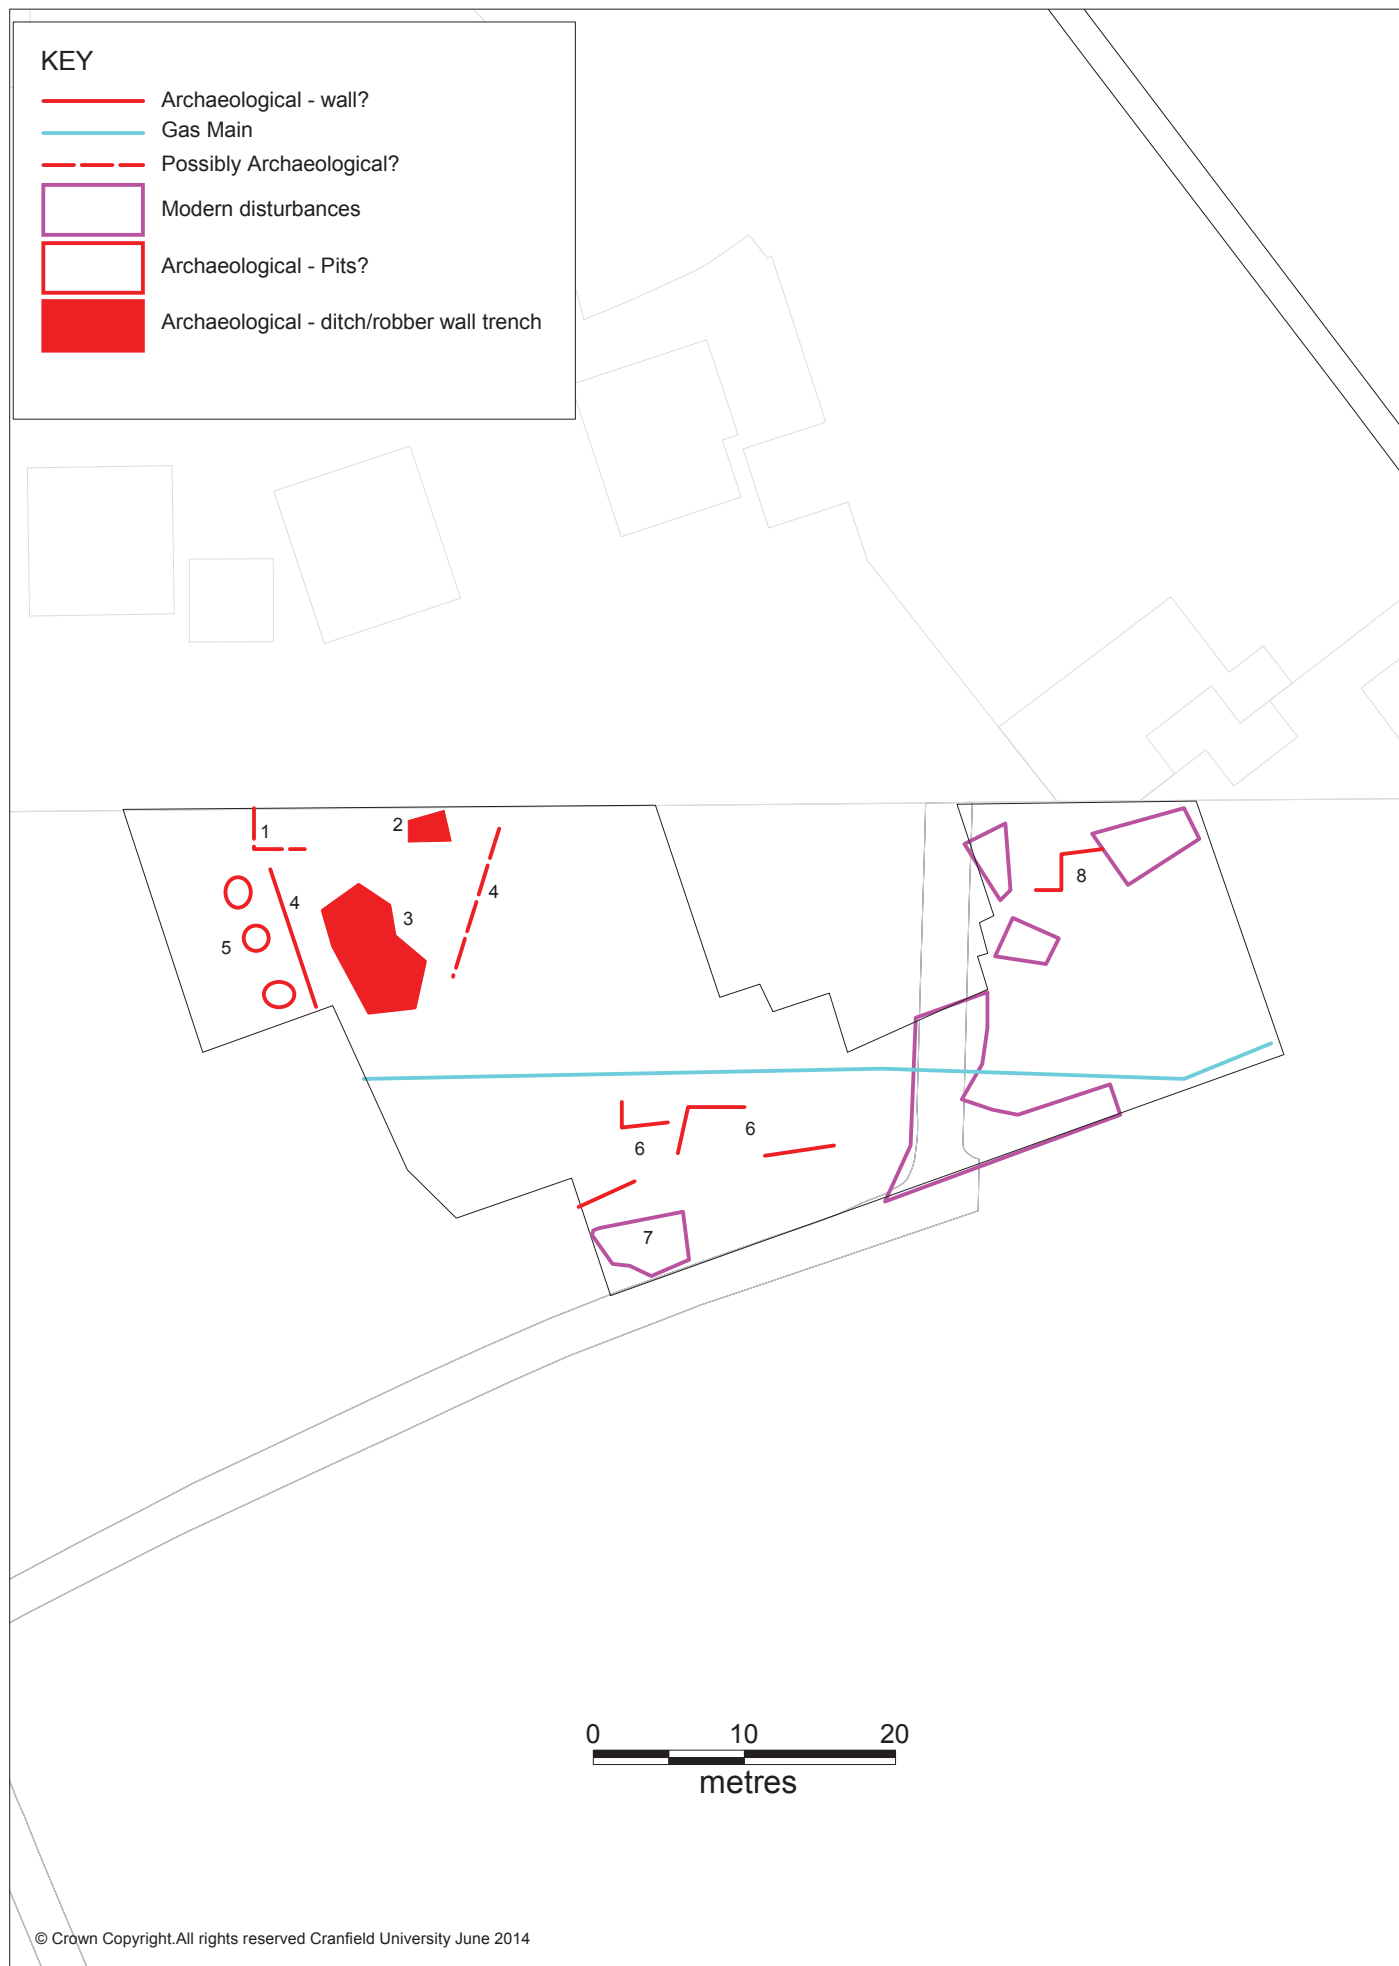 KEY
Archaeological - wall?
Gas Main
Possibly Archaeological?
Modern disturbances
Archaeological - Pits?
Archaeological - ditch/robber wall trench
1
2
4
3
4
5
8
6
6
7
0 10 20
metres
© Crown Copyright.All rights reserved Cranfield University June 2014